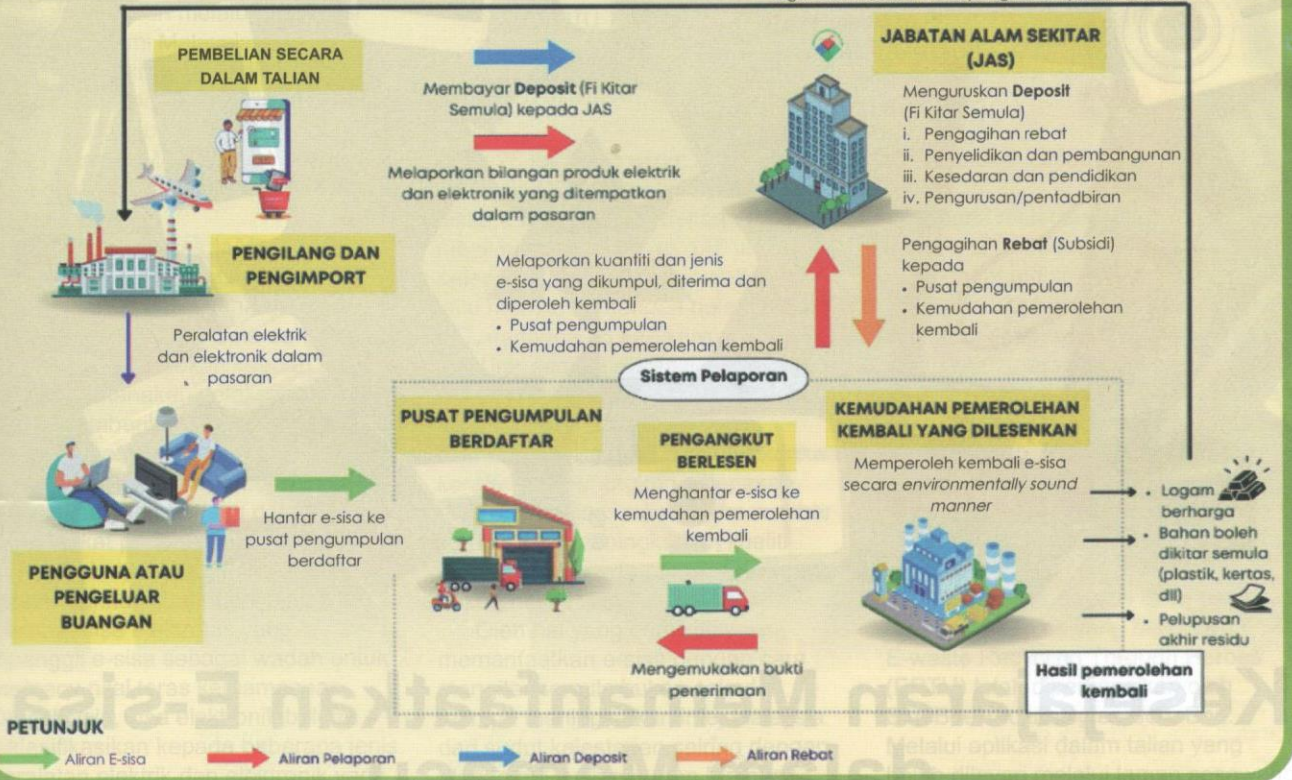 PEMBELIAN SECARA
DALAM TALIAN
Membayar Deposit (Fi Kitar
Semula) kepada JAS
Melaporkan bilangan produk elektrik
dan elektronik yang ditempatkan
dalam pasaran
JABATAN ALAM SEKITAR
(JAS)
Menguruskan Deposit
(Fi Kitar Semula)
i. Pengagihan rebat
ii. Penyelidikan dan pembangunan
iii. Kesedaran dan pendidikan
iv. Pengurusan/pentadbiran
PENGILANG DAN
PENGIMPORT
Melaporkan kuantiti dan jenis
e-sisa yang dikumpul, diterima dan
diperoleh kembali
• Pusat pengumpulan
• Kemudahan pemerolehan kembali
Pengagihan Rebat (Subsidi)
kepada
• Pusat pengumpulan
• Kemudahan pemerolehan
kembali
Peralatan elektrik
dan elektronik dalam
pasaran
Sistem Pelaporan
PUSAT PENGUMPULAN
BERDAFTAR
PENGANGKUT
BERLESEN
Menghantar e-sisa ke
kemudahan pemerolehan
kembali
KEMUDAHAN PEMEROLEHAN
KEMBALI YANG DILESENKAN
Memperoleh kembali e-sisa
secara environmentally sound
manner
Hantar e-sisa ke
pusat pengumpulan
berdaftar
PENGGUNA ATAU
PENGELUAR
BUANGAN
Mengemukakan bukti
penerimaan
• Logam
berharga
• Bahan boleh
dikitar semula
(plastik, kertas,
dll)
• Pelupusan
akhir residu
Hasil pemerolehan
kembali
PETUNJUK
Aliran E-sisa
Aliran Pelaporan
Aliran Deposit
Aliran Rebat